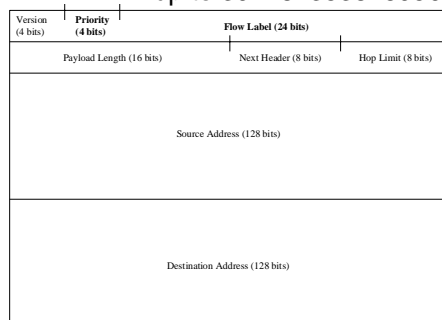 Version (4 bits)
Priority (4 bits)
Flow Label (24 bits)
Payload Length (16 bits)
Next Header (8 bits)
Hop Limit (8 bits)
Source Address (128 bits)
Destination Address (128 bits)